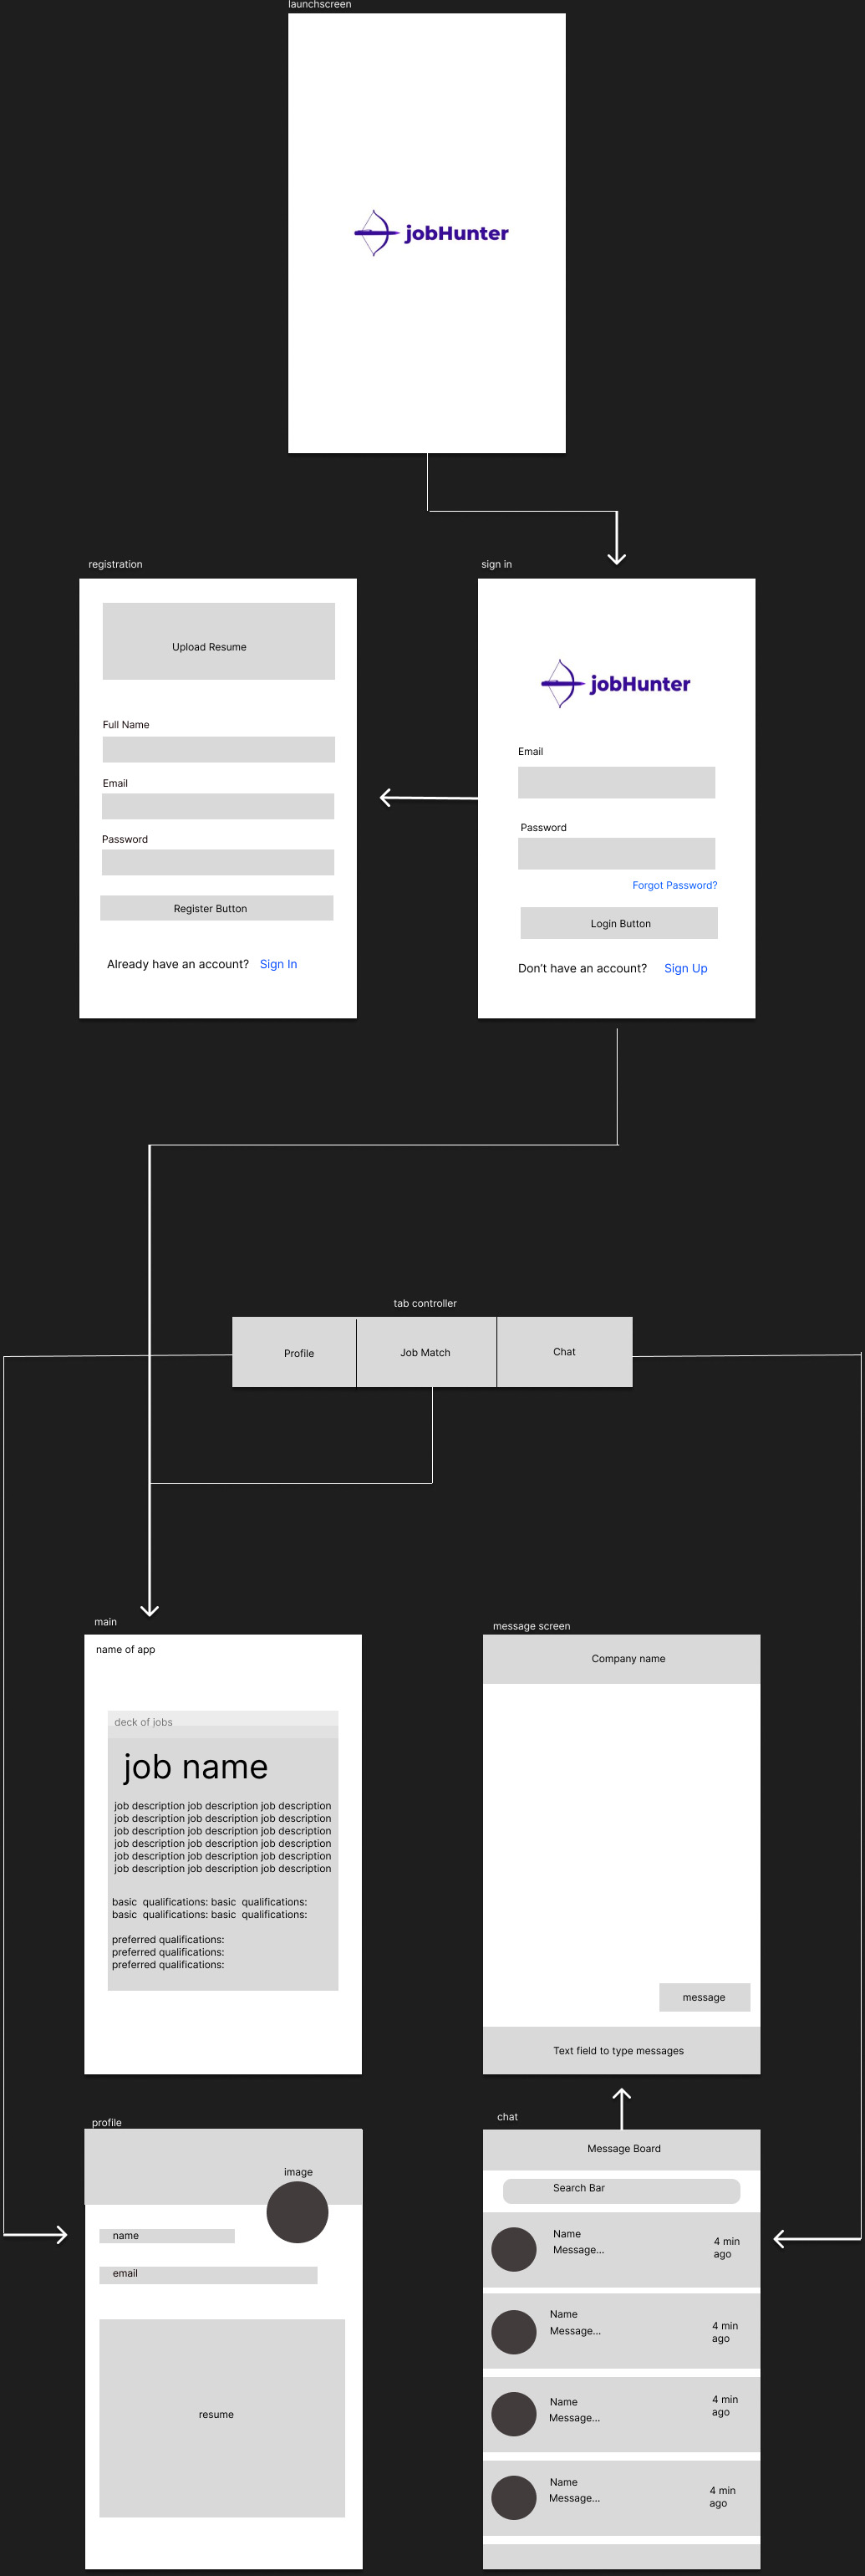 launchscreen
jobHunter
registration
Upload Resume
Full Name
Email
Password
Register Button
Already have an account? Sign In
sign in
jobHunter
Email
Password
Forgot Password?
Login Button
Don't have an account? Sign Up
tab controller
Profile
Job Match
Chat
main
name of app
deck of jobs
job name
job description job description job description
job description job description job description
job description job description job description
job description job description job description
job description job description job description
job description job description job description
basic qualifications: basic qualifications:
basic qualifications: basic qualifications:
preferred qualifications:
preferred qualifications:
preferred qualifications:
message screen
Company name
message
Text field to type messages
profile
image
name
email
resume
chat
Message Board
Search Bar
Name
Message...
4 min
ago
Name
Message...
4 min
ago
Name
Message...
4 min
ago
Name
Message...
4 min
ago